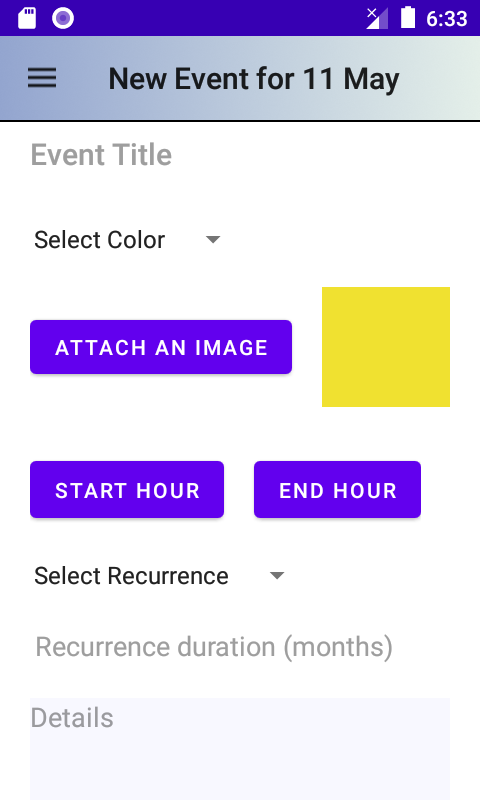 6:33
New Event for 11 May
Event Title
Select Color
ATTACH AN IMAGE
START HOUR
END HOUR
Select Recurrence
Recurrence duration (months)
Details